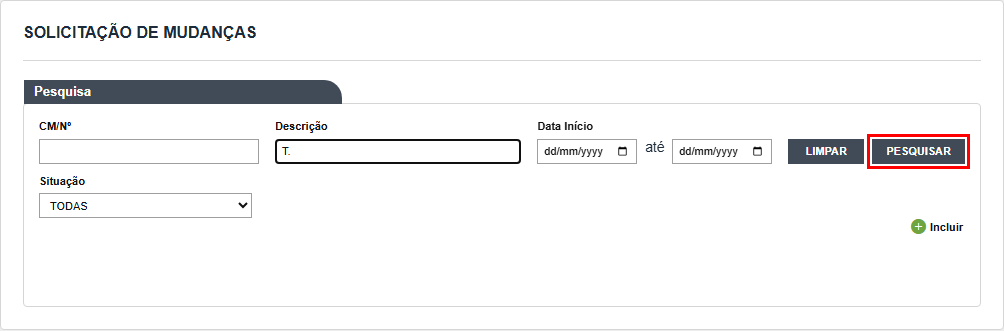 SOLICITAÇÃO DE MUDANÇAS
Pesquisa
CM/Nº
Descrição
Data Início
T.
dd/mm/yyyy
até
dd/mm/yyyy
LIMPAR
PESQUISAR
Situação
TODAS
Incluir